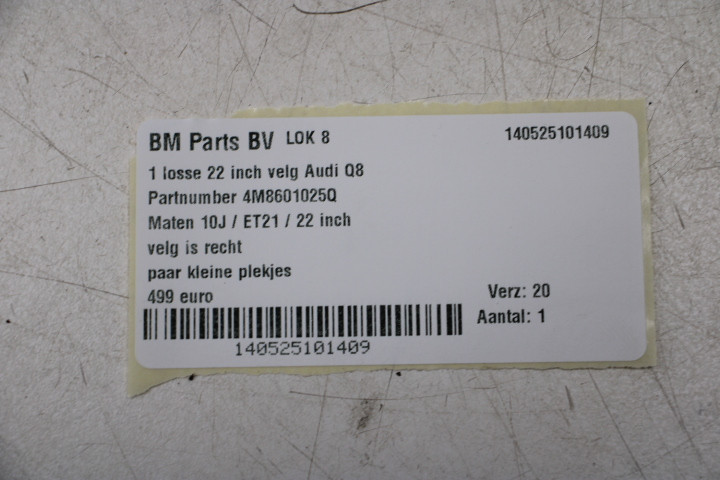 BM Parts BV LOK 8 140525101409
1 losse 22 inch velg Audi Q8
Partnumber 4M8601025Q
Maten 10J / ET21 / 22 inch
velg is recht
paar kleine plekjes
499 euro Verz: 20
Aantal: 1
140525101409